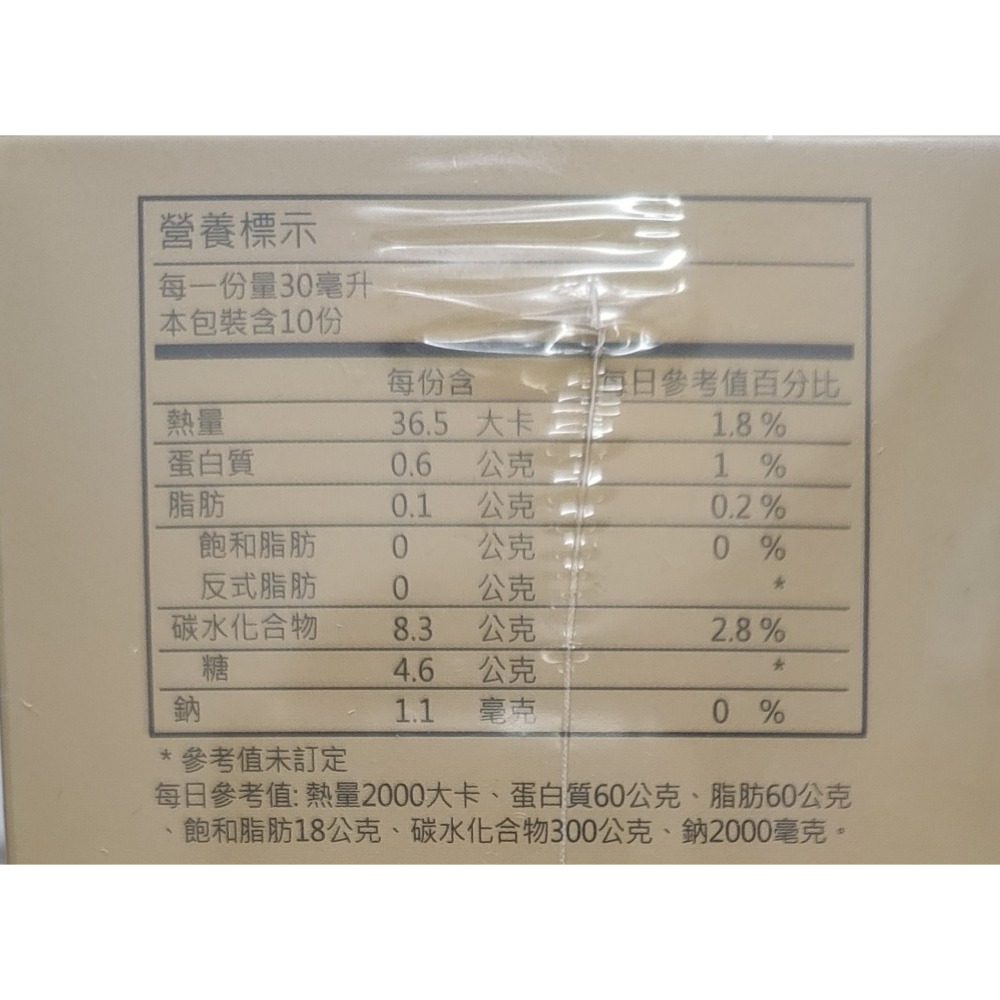 營養標示
每一份量30毫升
本包裝含10份
每份含 每日參考值百分比
熱量 36.5 大卡 1.8 %
蛋白質 0.6 公克 1 %
脂肪 0.1 公克 0.2 %
飽和脂肪 0 公克 0 %
反式脂肪 0 公克 *
碳水化合物 8.3 公克 2.8 %
糖 4.6 公克 *
鈉 1.1 毫克 0 %
* 參考值未訂定
每日參考值: 熱量2000大卡、蛋白質60公克、脂肪60公克
、飽和脂肪18公克、碳水化合物300公克、鈉2000毫克。